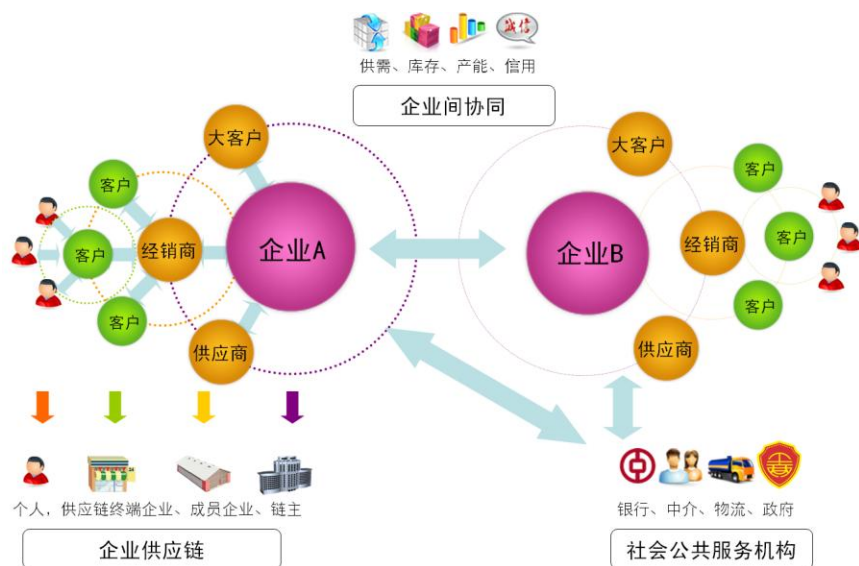 诚信
供需、库存、产能、信用
企业间协同
大客户
客户
客户
经销商
客户
供应商
企业A
企业B
大客户
客户
经销商
客户
客户
供应商
个人，供应链终端企业、成员企业、链主
企业供应链
银行、中介、物流、政府
社会公共服务机构